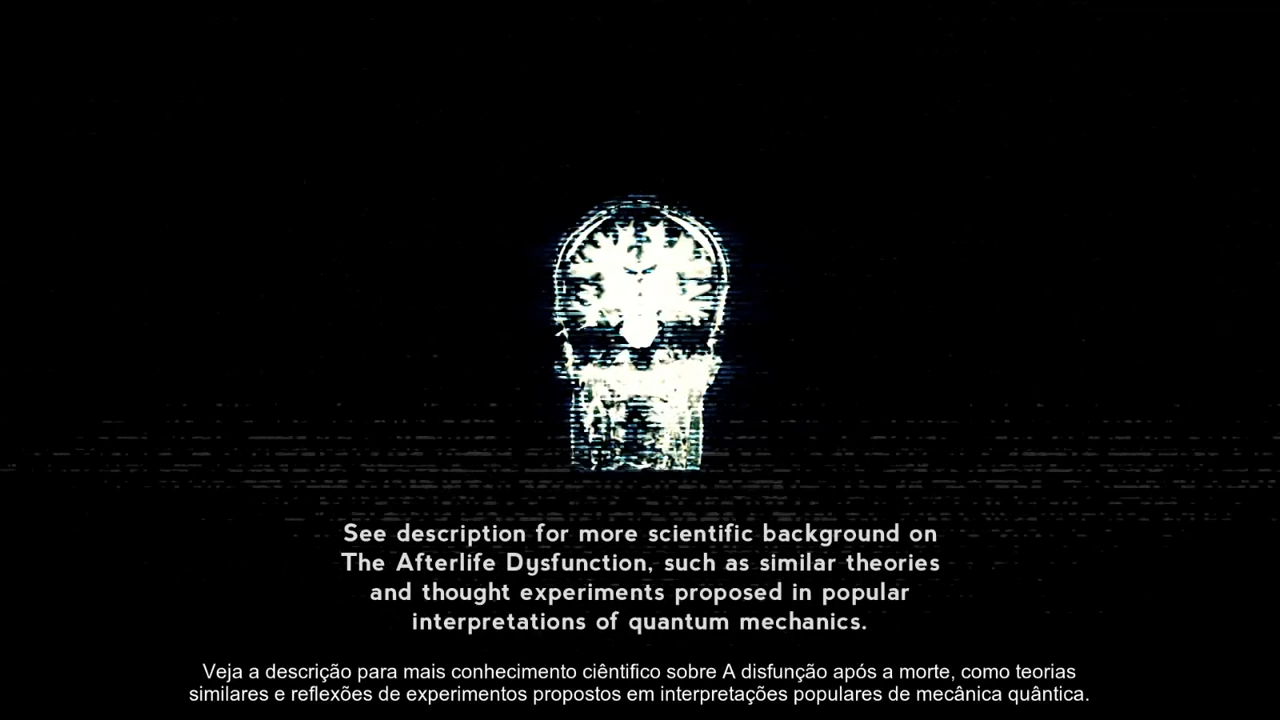 See description for more scientific background on
The Afterlife Dysfunction, such as similar theories
and thought experiments proposed in popular
interpretations of quantum mechanics.
Veja a descrição para mais conhecimento ciêntifico sobre A disfunção após a morte, como teorias
similares e reflexões de experimentos propostos em interpretações populares de mecânica quântica.